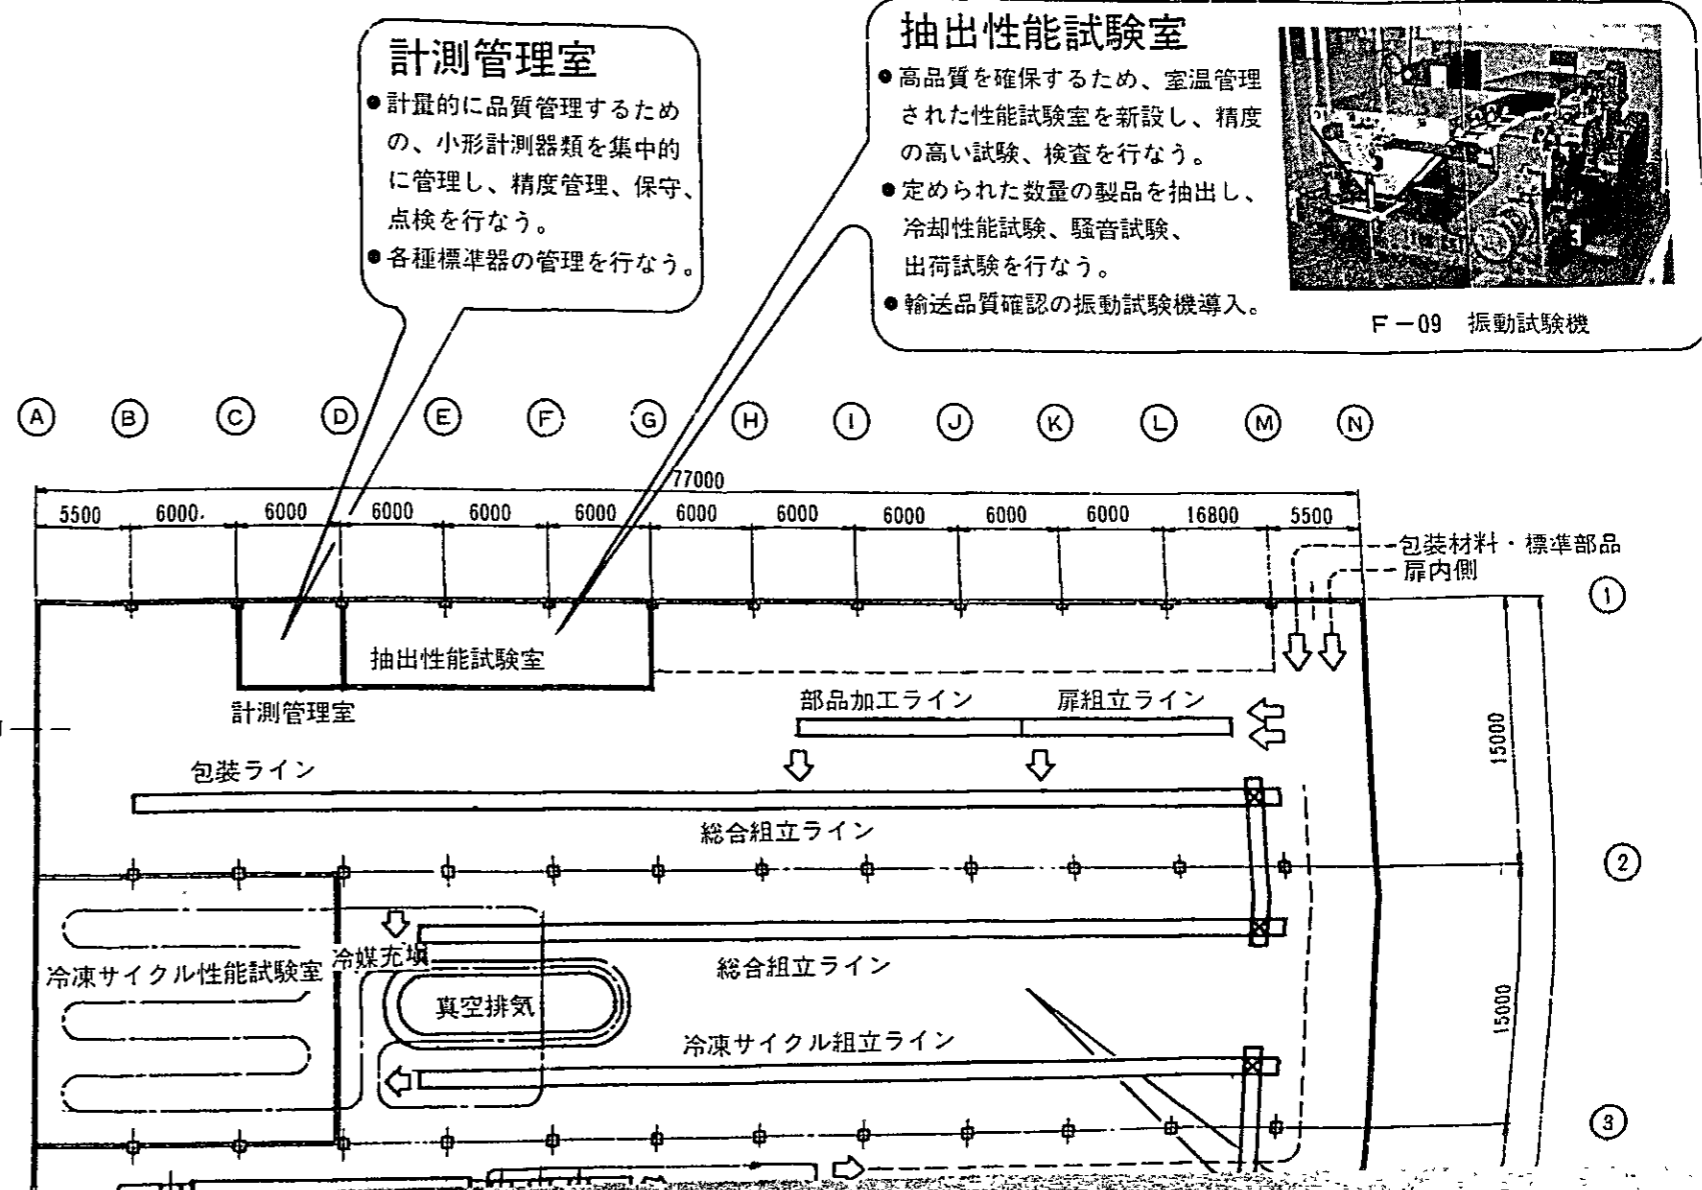 計測管理室
●計量的に品質管理するため
の、小形計測器類を集中的
に管理し、精度管理、保守、
点検を行なう。
●各種標準器の管理を行なう。
抽出性能試験室
●高品質を確保するため、室温管理
された性能試験室を新設し、精度
の高い試験、検査を行なう。
●定められた数量の製品を抽出し、
冷却性能試験、騒音試験、
出荷試験を行なう。
●輸送品質確認の振動試験機導入。
F-09 振動試験機
A B C D E F G H I J K L M N
77000
5500 6000 6000 6000 6000 6000 6000 6000 6000 6000 6000 16800 5500
包装材料・標準部品
扉内側
1
抽出性能試験室
計測管理室
部品加工ライン 扉組立ライン
15000
包装ライン
総合組立ライン
2
冷媒充填
冷凍サイクル性能試験室
総合組立ライン
真空排気
15000
冷凍サイクル組立ライン
3